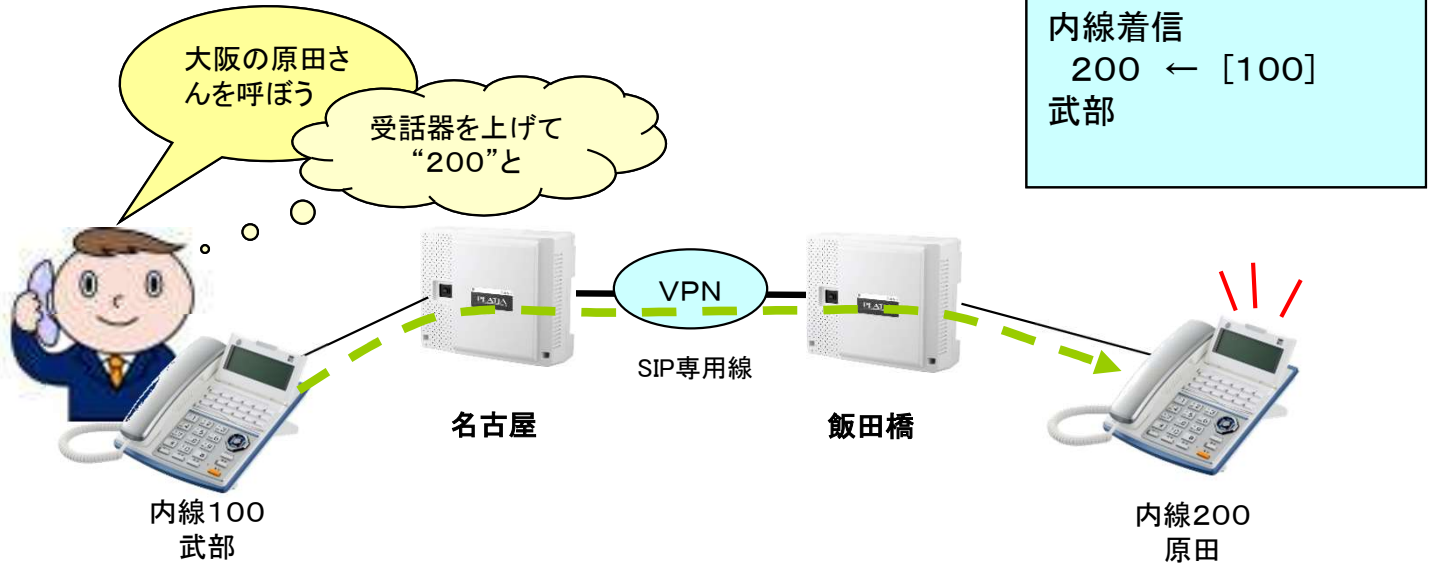 大阪の原田さ
んを呼ぼう
受話器を上げて
“200”と
内線着信
200 ← [100]
武部
PLATIA
VPN
PLATIA
SIP専用線
名古屋
飯田橋
内線100
武部
内線200
原田